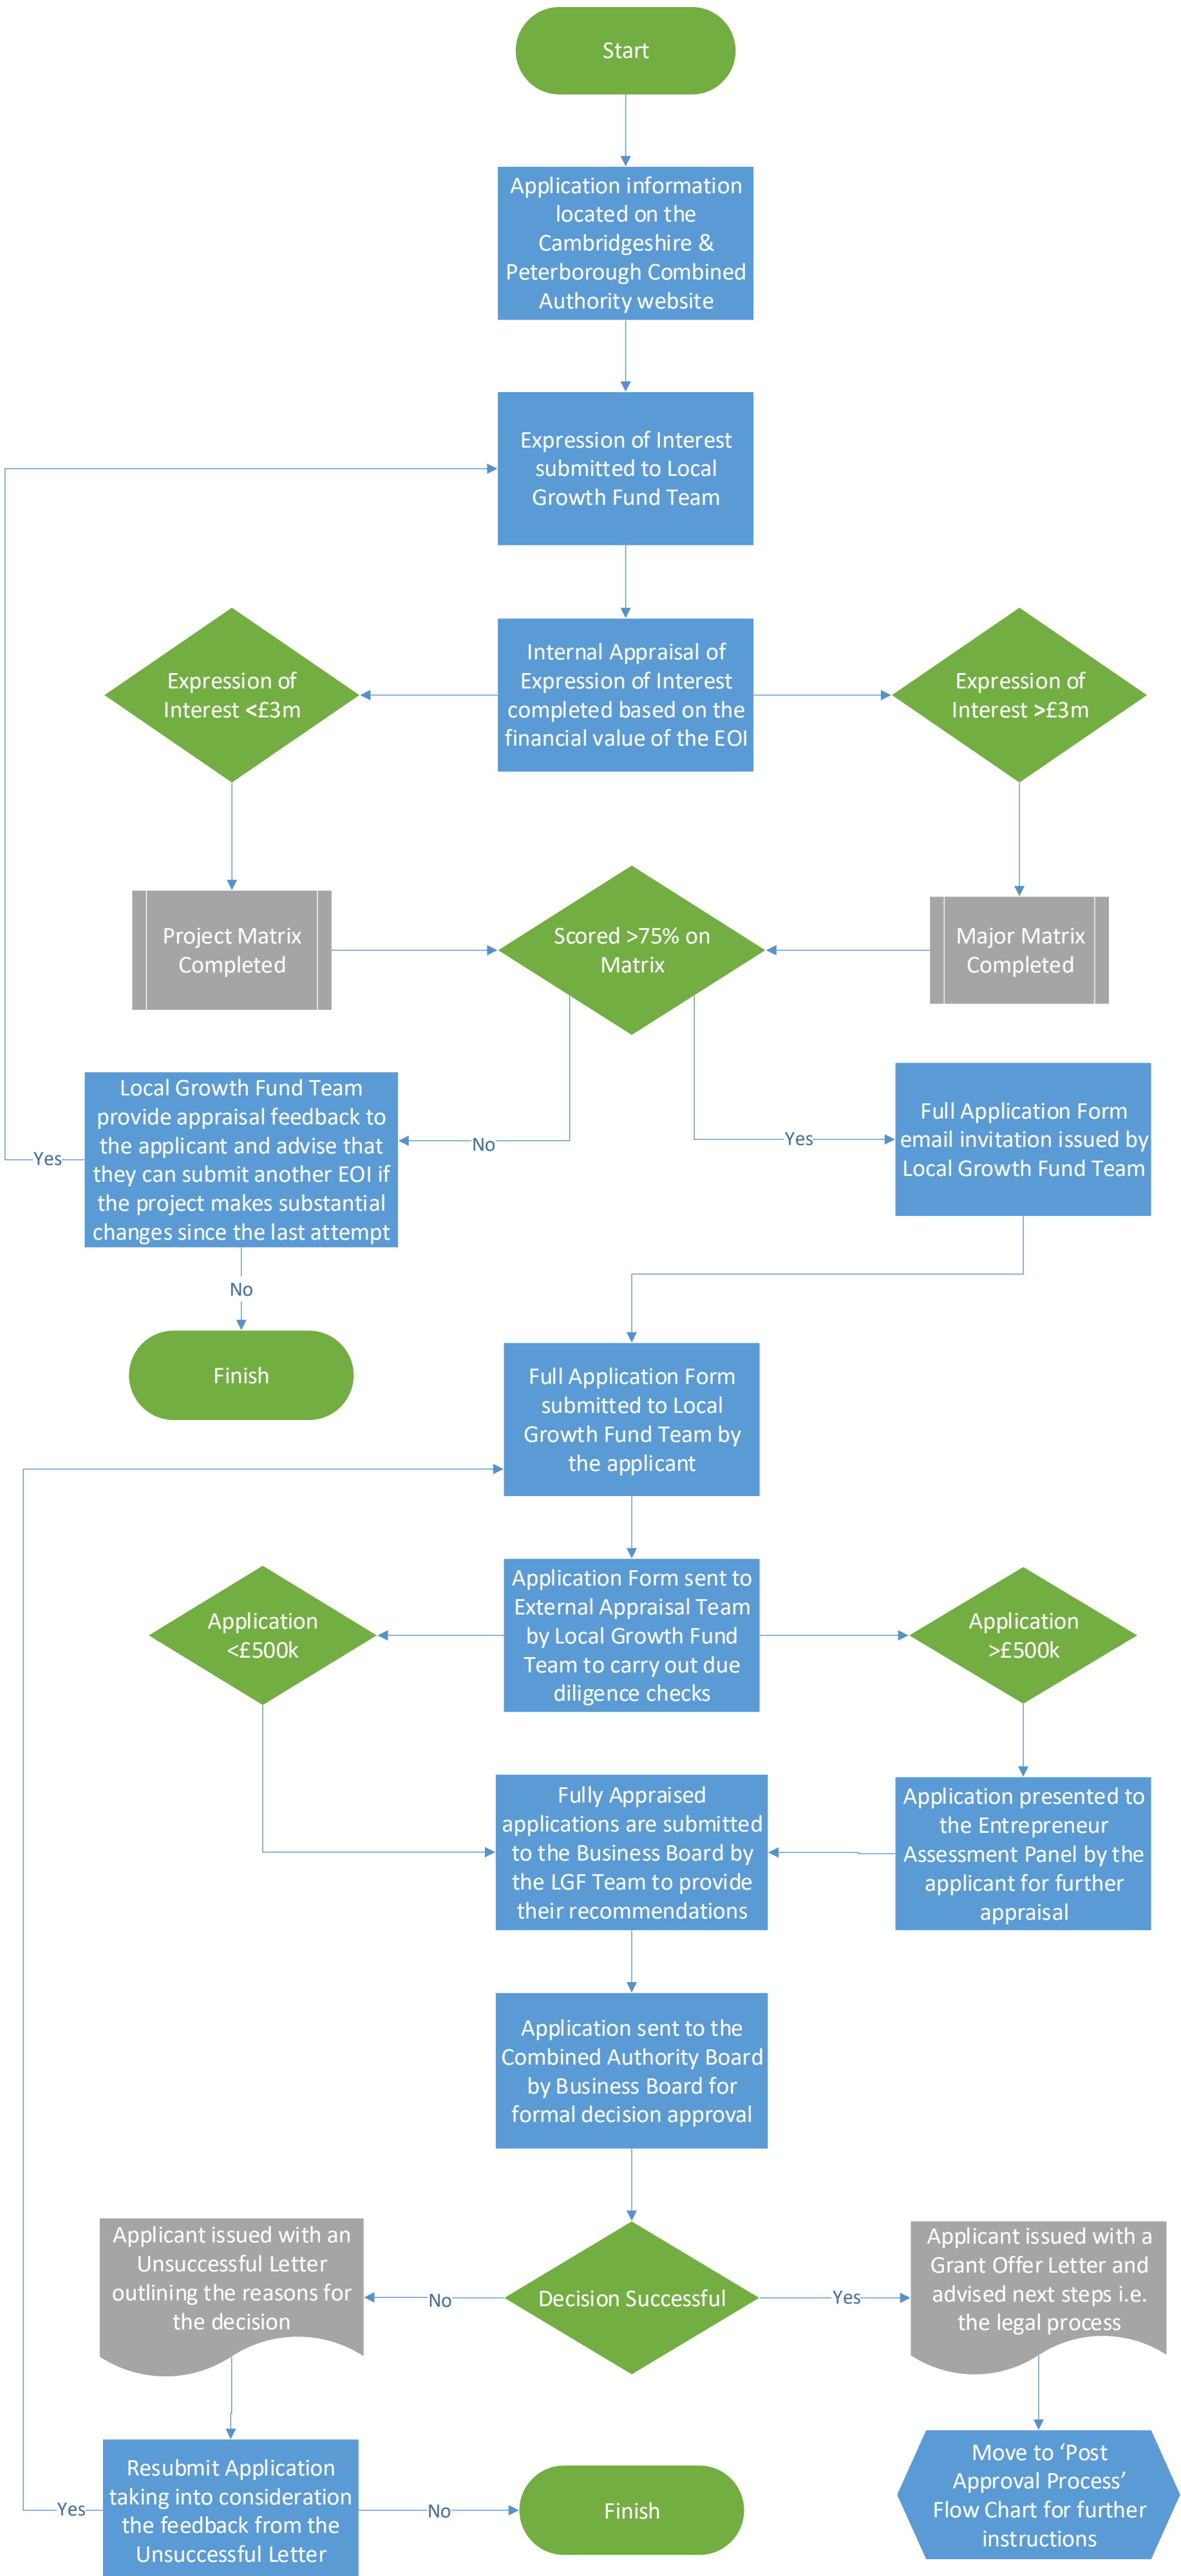 Start
Application information
located on the
Cambridgeshire &
Peterborough Combined
Authority website
Expression of Interest
submitted to Local
Growth Fund Team
Expression of
Interest <£3m
Internal Appraisal of
Expression of Interest
completed based on the
financial value of the EOI
Expression of
Interest >£3m
Project Matrix
Completed
Scored >75% on
Matrix
Major Matrix
Completed
Local Growth Fund Team
provide appraisal feedback to
the applicant and advise that
they can submit another EOI if
the project makes substantial
changes since the last attempt
Yes
No
Yes
Full Application Form
email invitation issued by
Local Growth Fund Team
No
Finish
Full Application Form
submitted to Local
Growth Fund Team by
the applicant
Application
<£500k
Application Form sent to
External Appraisal Team
by Local Growth Fund
Team to carry out due
diligence checks
Application
>£500k
Fully Appraised
applications are submitted
to the Business Board by
the LGF Team to provide
their recommendations
Application presented to
the Entrepreneur
Assessment Panel by the
applicant for further
appraisal
Application sent to the
Combined Authority Board
by Business Board for
formal decision approval
Applicant issued with an
Unsuccessful Letter
outlining the reasons for
the decision
No
Decision Successful
Yes
Applicant issued with a
Grant Offer Letter and
advised next steps i.e.
the legal process
Yes
Resubmit Application
taking into consideration
the feedback from the
Unsuccessful Letter
No
Finish
Move to ‘Post
Approval Process’
Flow Chart for further
instructions